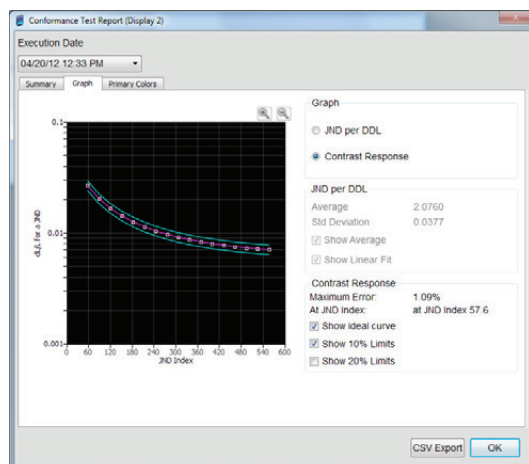 Conformance Test Report (Display 2)
Execution Date
04/20/12 12.33 PM
Summary Graph Primary Colors
0.1
0.01
0.001
dL/L for a JND
0 60 120 180 240 300 360 420 480 540 600
JND Index
Graph
JND per DDL
Contrast Response
JND per DDL
Average 2.0760
Std Deviation 0.0377
Show Average
Show Linear Fit
Contrast Response
Maximum Error: 1.09%
At JND Index: at JND Index 57.6
Show ideal curve
Show 10% Limits
Show 20% Limits
CSV Export OK